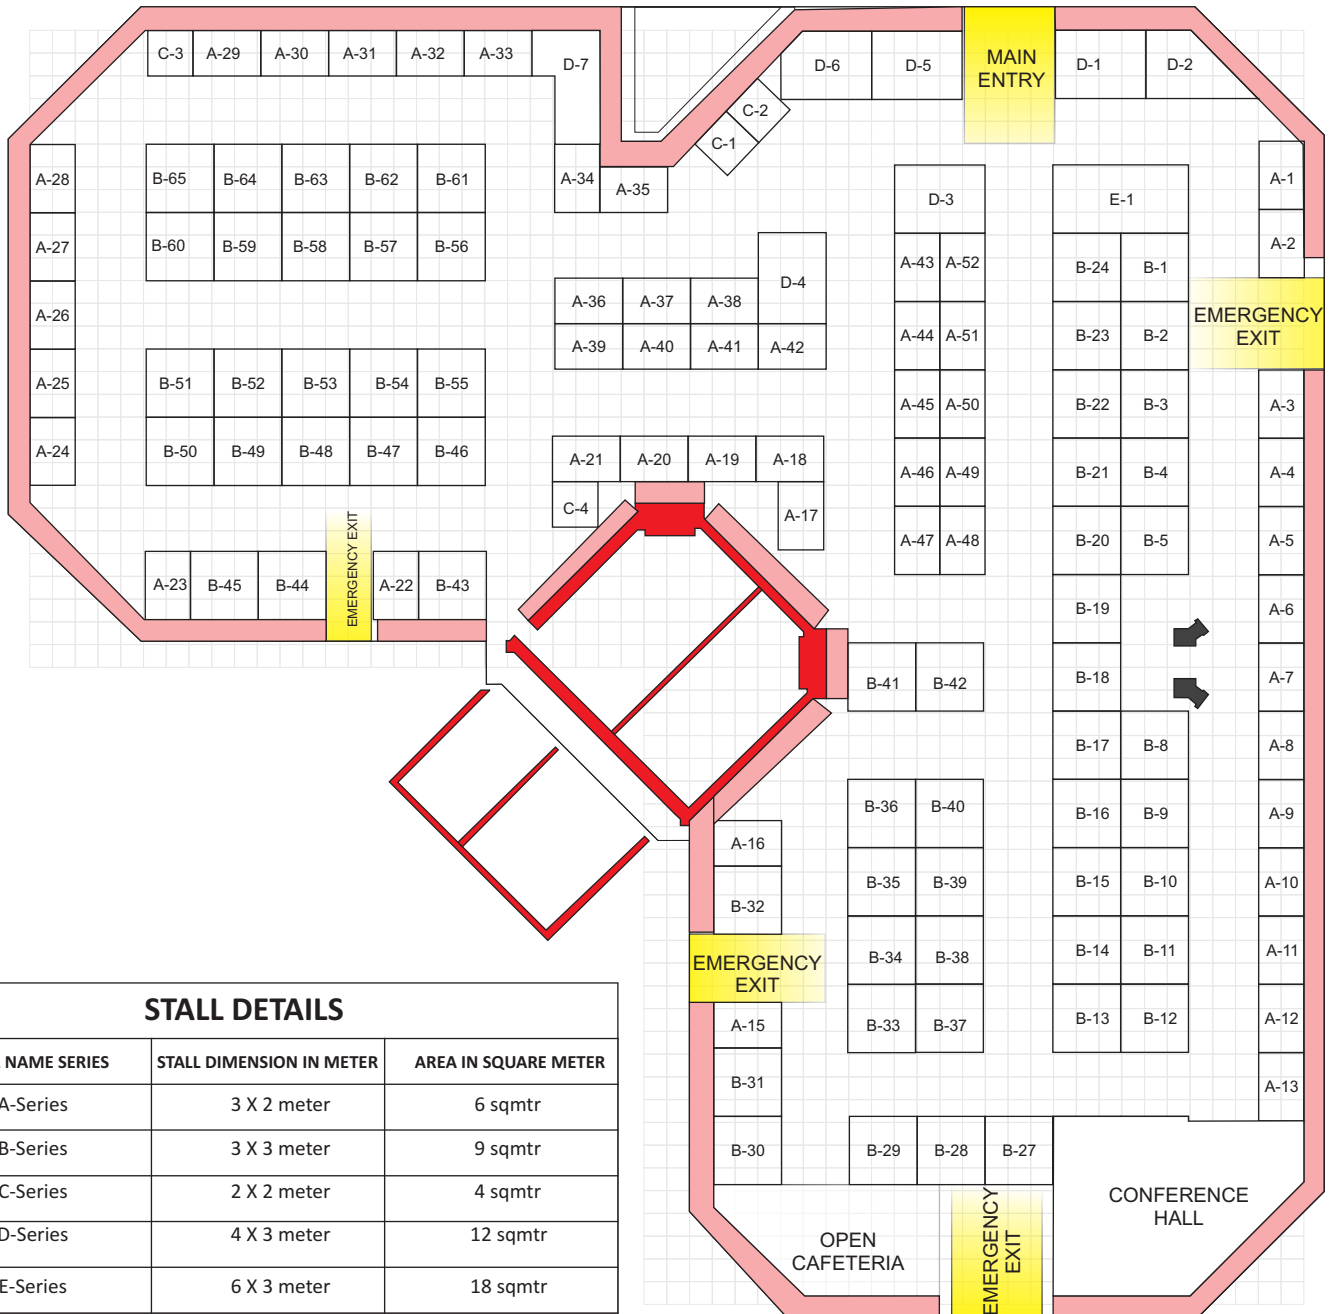 C-3 A-29 A-30 A-31 A-32 A-33 D-7
D-6 D-5
MAIN
ENTRY
D-1 D-2
C-2
C-1
A-28 B-65 B-64 B-63 B-62 B-61 A-34 A-35
D-3 E-1 A-1
A-27 B-60 B-59 B-58 B-57 B-56
A-2
A-43 A-52 B-24 B-1
D-4
A-26
A-36 A-37 A-38
EMERGENCY
EXIT
A-44 A-51 B-23 B-2
A-39 A-40 A-41 A-42
A-25 B-51 B-52 B-53 B-54 B-55
A-45 A-50 B-22 B-3 A-3
A-24 B-50 B-49 B-48 B-47 B-46
A-21 A-20 A-19 A-18
A-46 A-49 B-21 B-4 A-4
C-4 A-17
A-47 A-48 B-20 B-5 A-5
EMERGENCY EXIT
A-23 B-45 B-44 A-22 B-43
B-19 A-6
B-41 B-42 B-18 A-7
B-17 B-8 A-8
B-36 B-40 B-16 B-9 A-9
A-16
B-35 B-39 B-15 B-10 A-10
B-32
EMERGENCY
EXIT
B-34 B-38 B-14 B-11 A-11
A-15 B-33 B-37 B-13 B-12 A-12
B-31 A-13
B-30 B-29 B-28 B-27
CONFERENCE
HALL
OPEN
CAFETERIA
EMERGENCY
EXIT
STALL DETAILS
NAME SERIES STALL DIMENSION IN METER AREA IN SQUARE METER
A-Series 3 X 2 meter 6 sqmtr
B-Series 3 X 3 meter 9 sqmtr
C-Series 2 X 2 meter 4 sqmtr
D-Series 4 X 3 meter 12 sqmtr
E-Series 6 X 3 meter 18 sqmtr